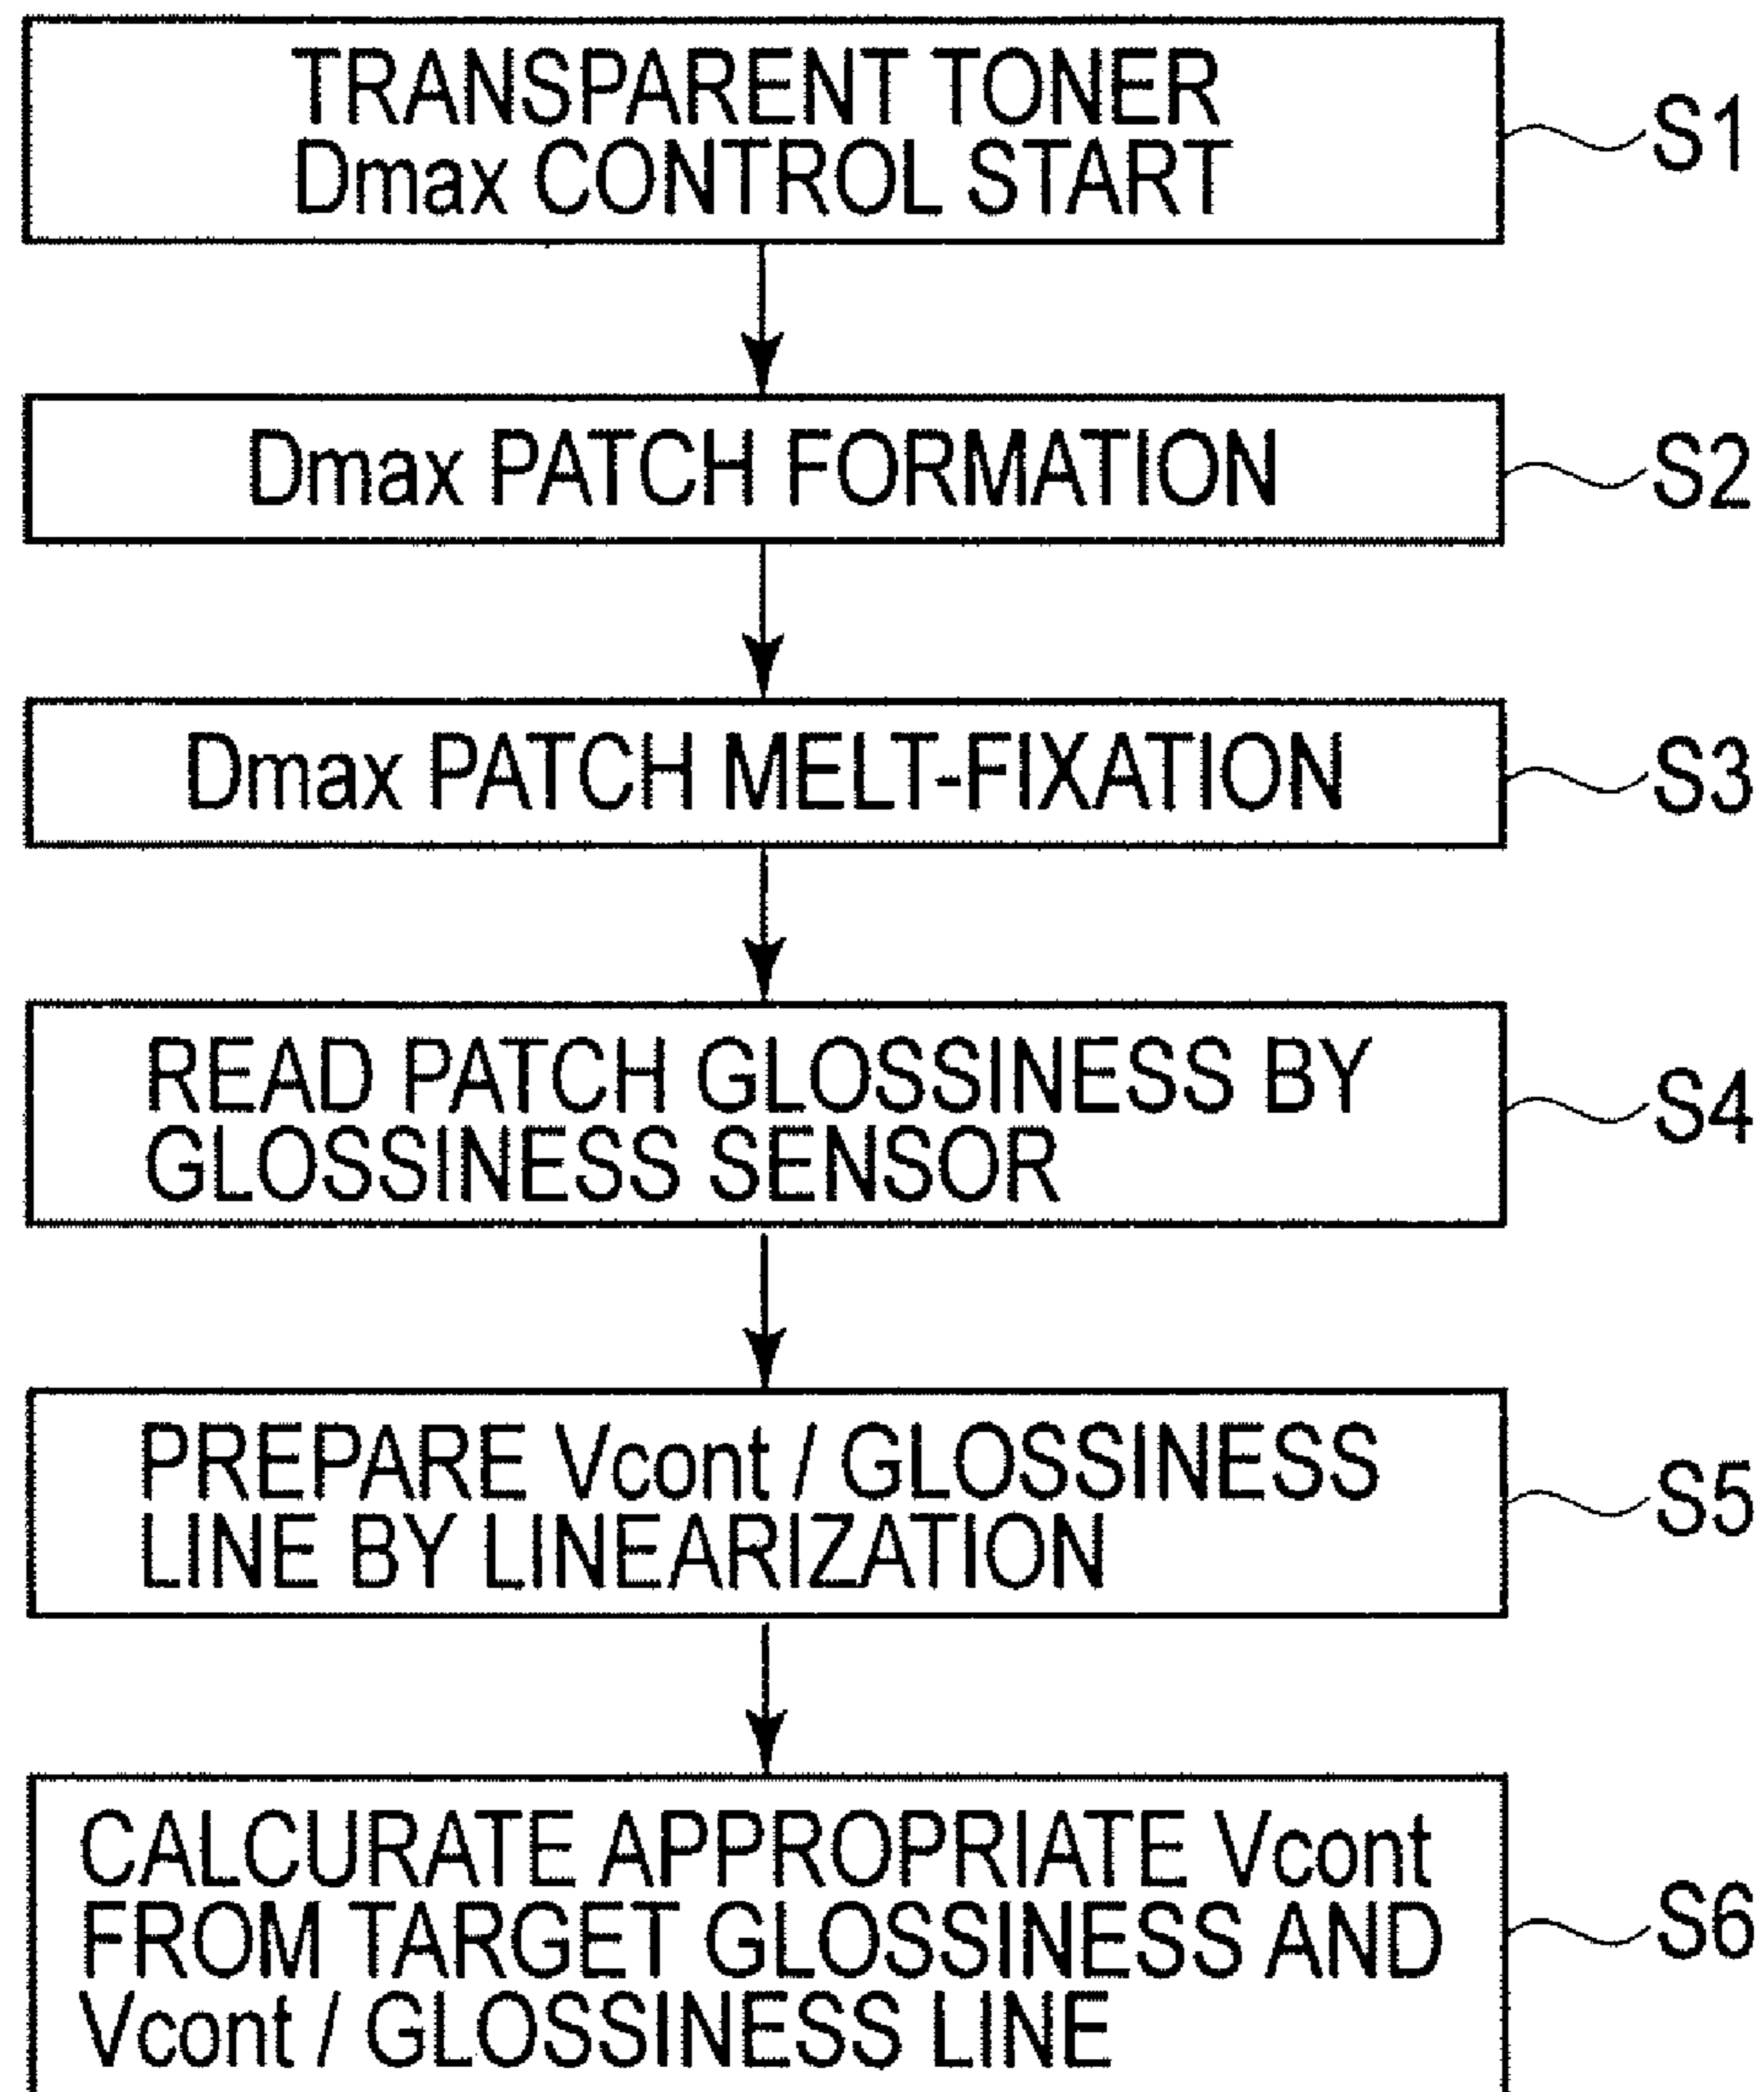 TRANSPARENT TONER
Dmax CONTROL START
S1
Dmax PATCH FORMATION
S2
Dmax PATCH MELT-FIXATION
S3
READ PATCH GLOSSINESS BY
GLOSSINESS SENSOR
S4
PREPARE Vcont / GLOSSINESS
LINE BY LINEARIZATION
S5
CALCURATE APPROPRIATE Vcont
FROM TARGET GLOSSINESS AND
Vcont / GLOSSINESS LINE
S6